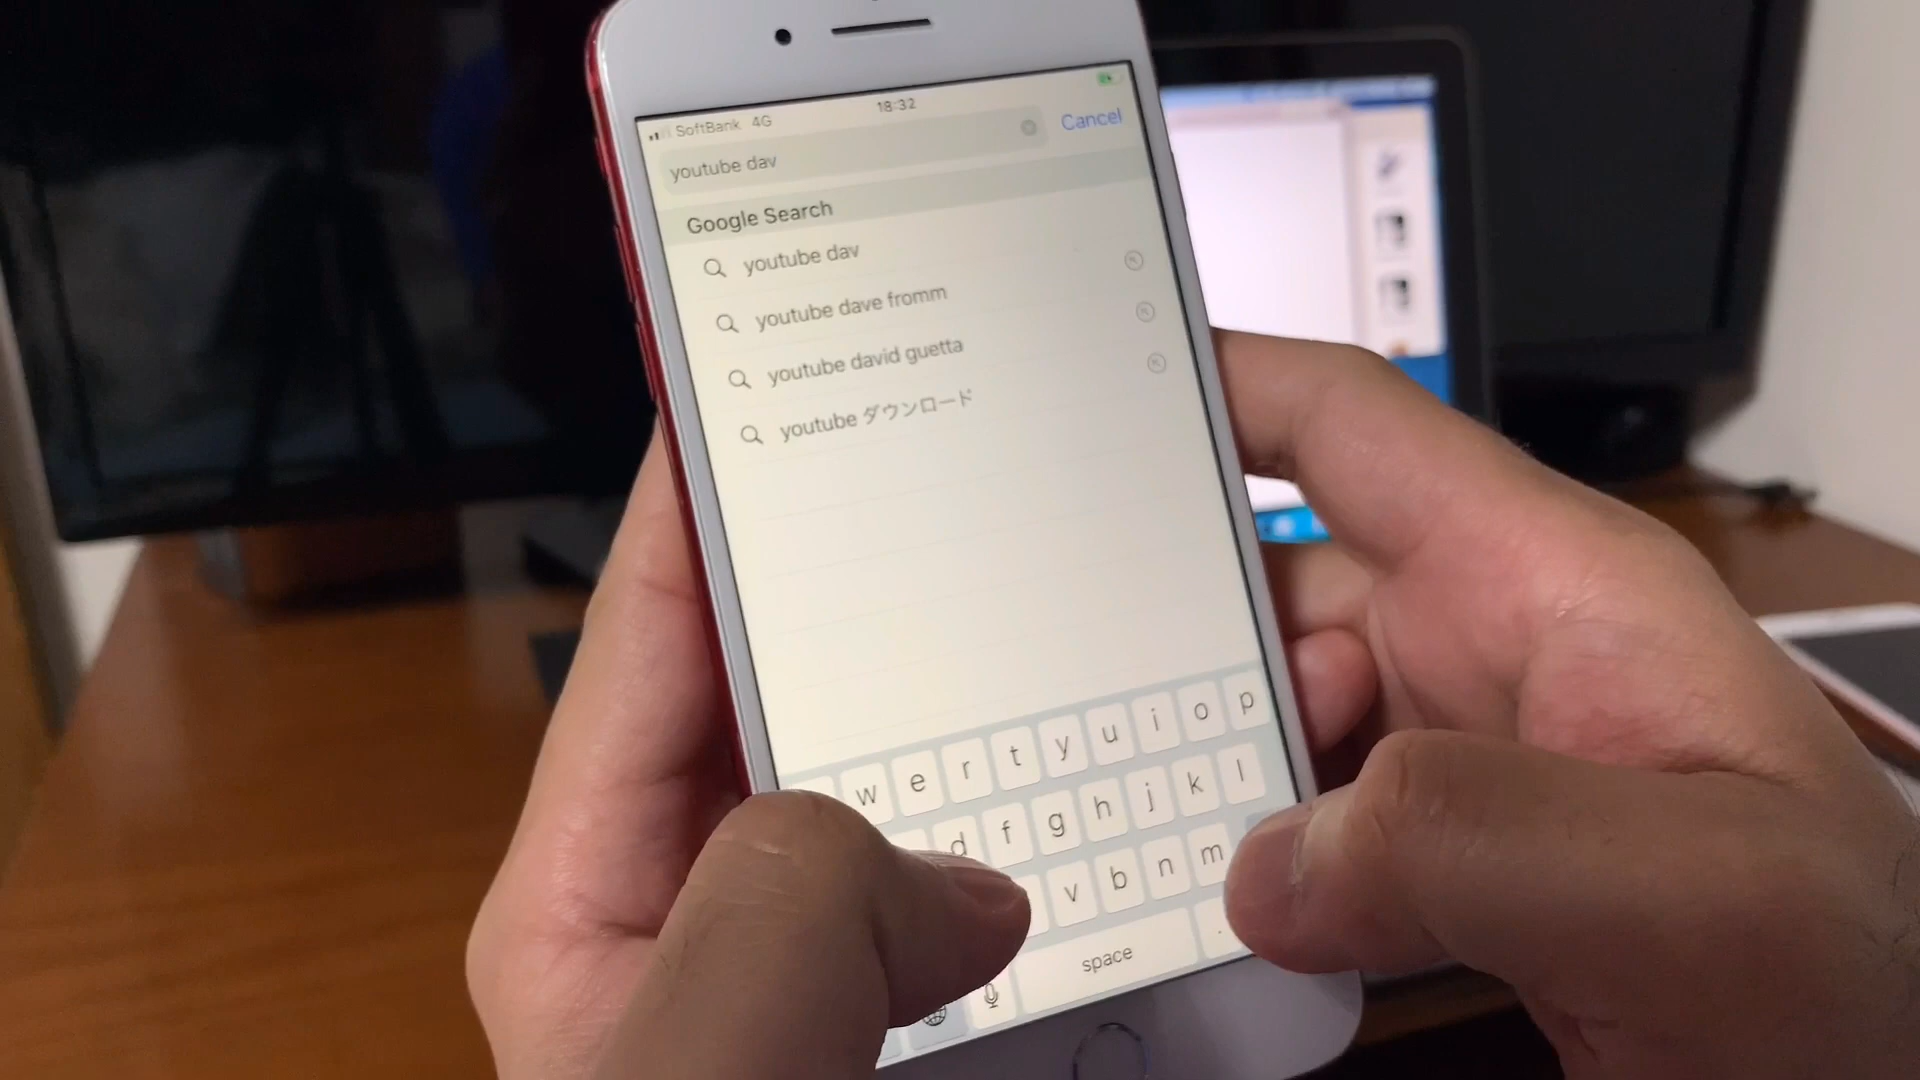 SoftBank 4G 18:32
youtube dav
Cancel
Google Search
youtube dav
youtube dave fromm
youtube david guetta
youtube ダウンロード
w e r t y u i o p
d f g h j k l
v b n m
space .